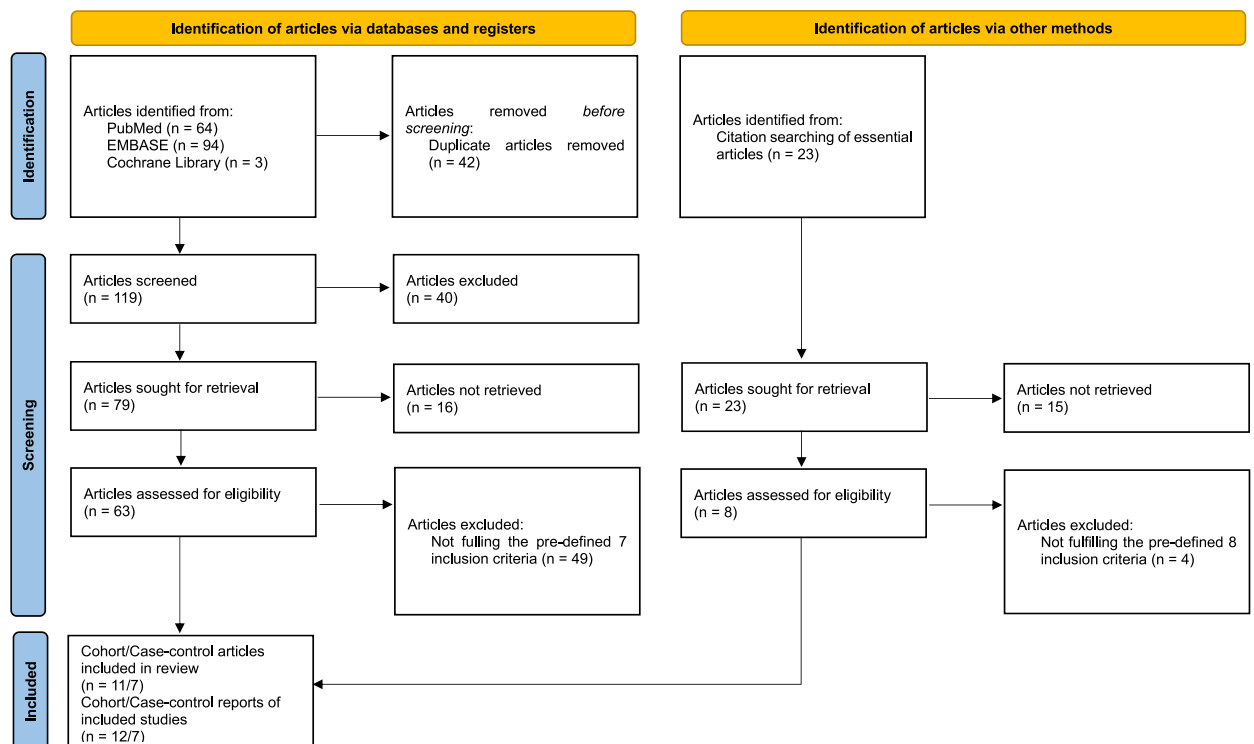 Identification of articles via databases and registers
Identification of articles via other methods
Identification
Articles identified from:
PubMed (n = 64)
EMBASE (n = 94)
Cochrane Library (n = 3)
Articles removed before
screening:
Duplicate articles removed
(n = 42)
Articles identified from:
Citation searching of essential
articles (n = 23)
Screening
Articles screened
(n = 119)
Articles excluded
(n = 40)
Articles sought for retrieval
(n = 79)
Articles not retrieved
(n = 16)
Articles sought for retrieval
(n = 23)
Articles not retrieved
(n = 15)
Articles assessed for eligibility
(n = 63)
Articles excluded:
Not fulling the pre-defined 7
inclusion criteria (n = 49)
Articles assessed for eligibility
(n = 8)
Articles excluded:
Not fulfilling the pre-defined 8
inclusion criteria (n = 4)
Included
Cohort/Case-control articles
included in review
(n = 11/7)
Cohort/Case-control reports of
included studies
(n = 12/7)